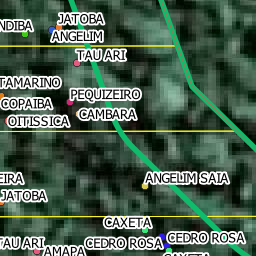 JATOBA
NDIBA
ANGELIM
TAU ARI
TAMARINO
PEQUIZEIRO
COPAIBA
CAMBARA
OITISSICA
ANGELIM SAIA
EIRA
JATOBA
CAXETA
CEDRO ROSA
CEDRO ROSA
TAU ARI
AMAPA
CAXETA